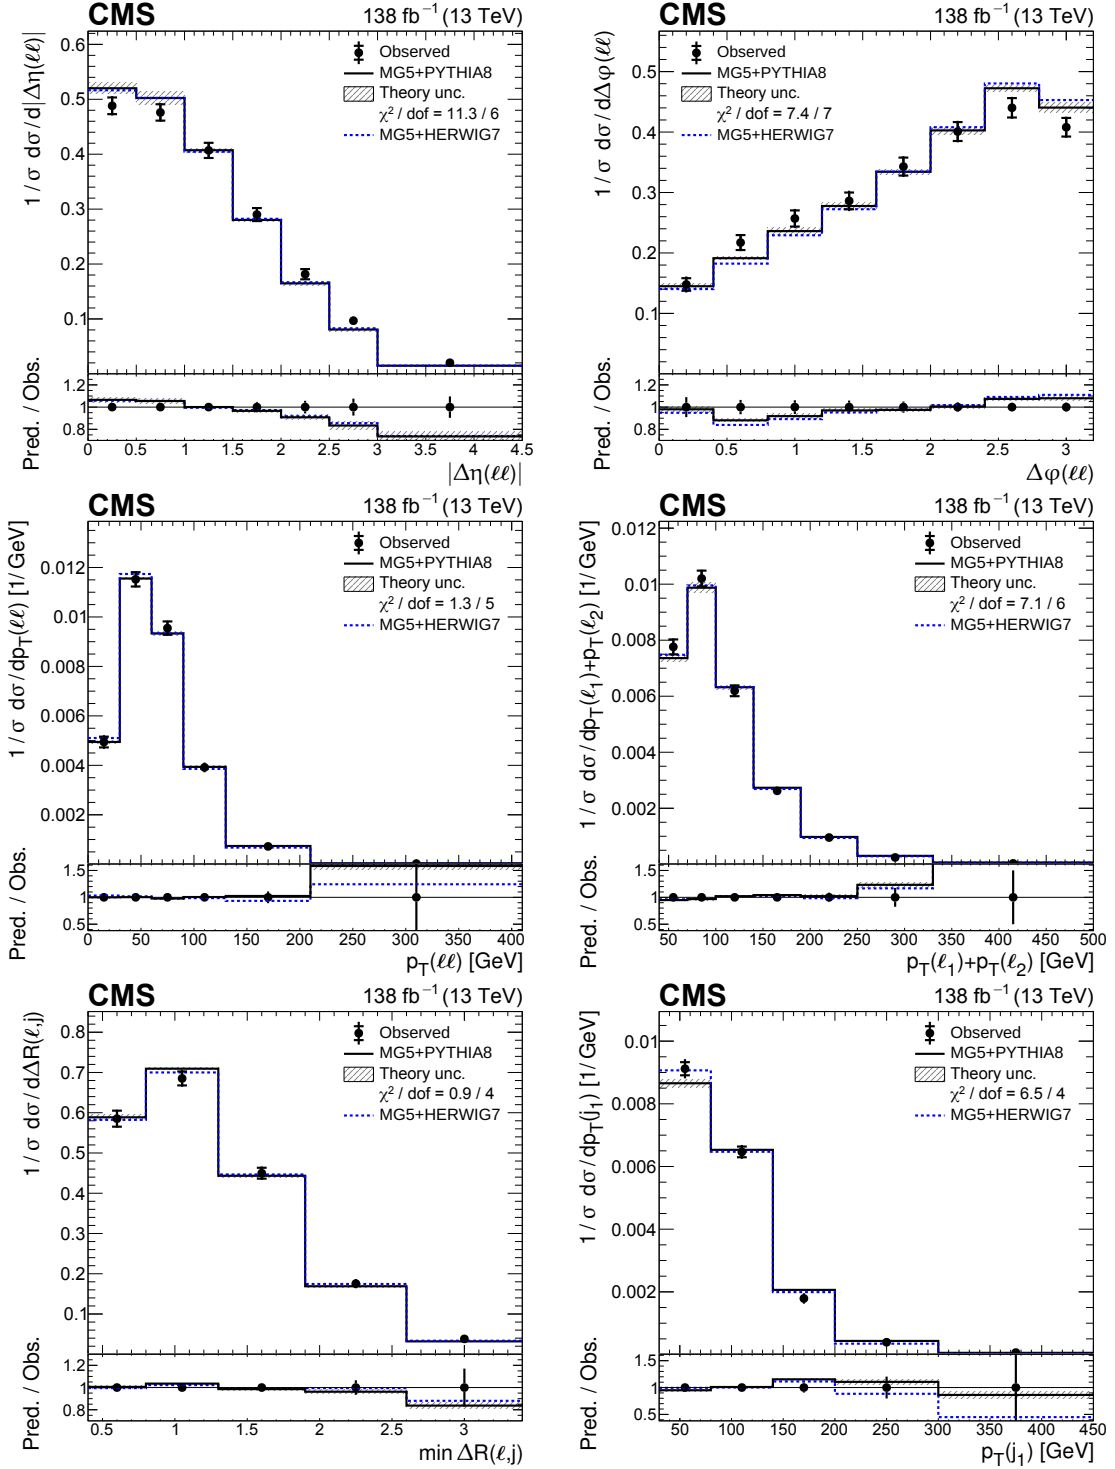 CMS 138 fb⁻¹ (13 TeV)
1 / σ dσ / d|Δη(ℓℓ)|
0.6
0.5
0.4
0.3
0.2
0.1
Observed
MG5+PYTHIA8
Theory unc.
χ² / dof = 11.3 / 6
MG5+HERWIG7
Pred. / Obs.
1.2
1
0.8
0 0.5 1 1.5 2 2.5 3 3.5 4 4.5
|Δη(ℓℓ)|
CMS 138 fb⁻¹ (13 TeV)
1 / σ dσ / dΔφ(ℓℓ)
0.5
0.4
0.3
0.2
0.1
Observed
MG5+PYTHIA8
Theory unc.
χ² / dof = 7.4 / 7
MG5+HERWIG7
Pred. / Obs.
1.2
1
0.8
0 0.5 1 1.5 2 2.5 3
Δφ(ℓℓ)
CMS 138 fb⁻¹ (13 TeV)
1 / σ dσ / dp_T(ℓℓ) [1/ GeV]
0.012
0.01
0.008
0.006
0.004
0.002
Observed
MG5+PYTHIA8
Theory unc.
χ² / dof = 1.3 / 5
MG5+HERWIG7
Pred. / Obs.
1.5
1
0.5
0 50 100 150 200 250 300 350 400
p_T(ℓℓ) [GeV]
CMS 138 fb⁻¹ (13 TeV)
1 / σ dσ / dp_T(ℓ₁)+p_T(ℓ₂) [1/ GeV]
0.012
0.01
0.008
0.006
0.004
0.002
Observed
MG5+PYTHIA8
Theory unc.
χ² / dof = 7.1 / 6
MG5+HERWIG7
Pred. / Obs.
1.5
1
0.5
50 100 150 200 250 300 350 400 450 500
p_T(ℓ₁)+p_T(ℓ₂) [GeV]
CMS 138 fb⁻¹ (13 TeV)
1 / σ dσ / dΔR(ℓ,j)
0.8
0.7
0.6
0.5
0.4
0.3
0.2
0.1
Observed
MG5+PYTHIA8
Theory unc.
χ² / dof = 0.9 / 4
MG5+HERWIG7
Pred. / Obs.
1.2
1
0.8
0.5 1 1.5 2 2.5 3
min ΔR(ℓ,j)
CMS 138 fb⁻¹ (13 TeV)
1 / σ dσ / dp_T(j₁) [1/ GeV]
0.01
0.008
0.006
0.004
0.002
Observed
MG5+PYTHIA8
Theory unc.
χ² / dof = 6.5 / 4
MG5+HERWIG7
Pred. / Obs.
1.5
1
0.5
50 100 150 200 250 300 350 400 450
p_T(j₁) [GeV]